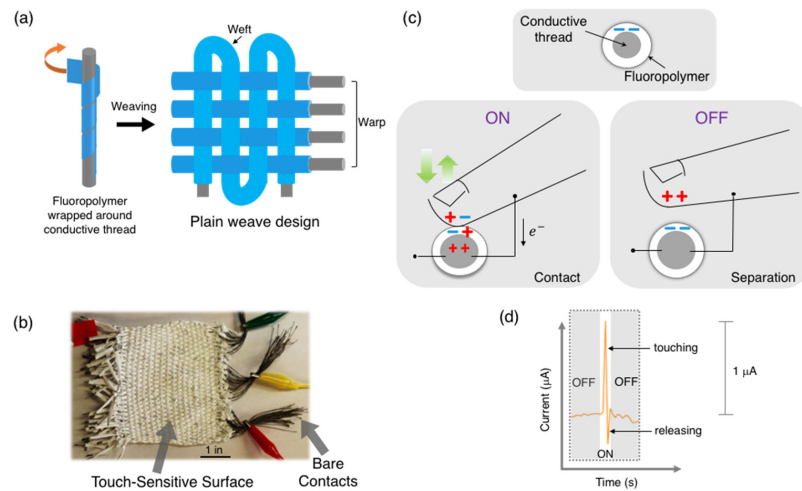 (a)
Weft
Weaving
Warp
Fluoropolymer
wrapped around
conductive thread
Plain weave design
(b)
1 in
Touch-Sensitive Surface
Bare
Contacts
(c)
Conductive
thread
Fluoropolymer
ON
e⁻
Contact
OFF
Separation
(d)
Current (µA)
OFF
OFF
ON
touching
releasing
1 µA
Time (s)